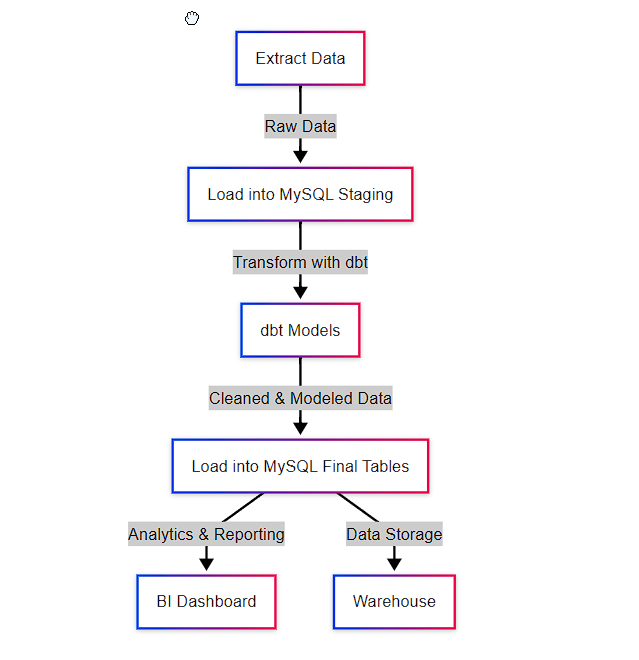 Extract Data
Raw Data
Load into MySQL Staging
Transform with dbt
dbt Models
Cleaned & Modeled Data
Load into MySQL Final Tables
Analytics & Reporting
Data Storage
BI Dashboard
Warehouse